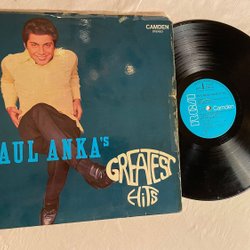 CAMDEN
STEREO
AUL ANKA's
GREATEST
HITS
RCA
Camden